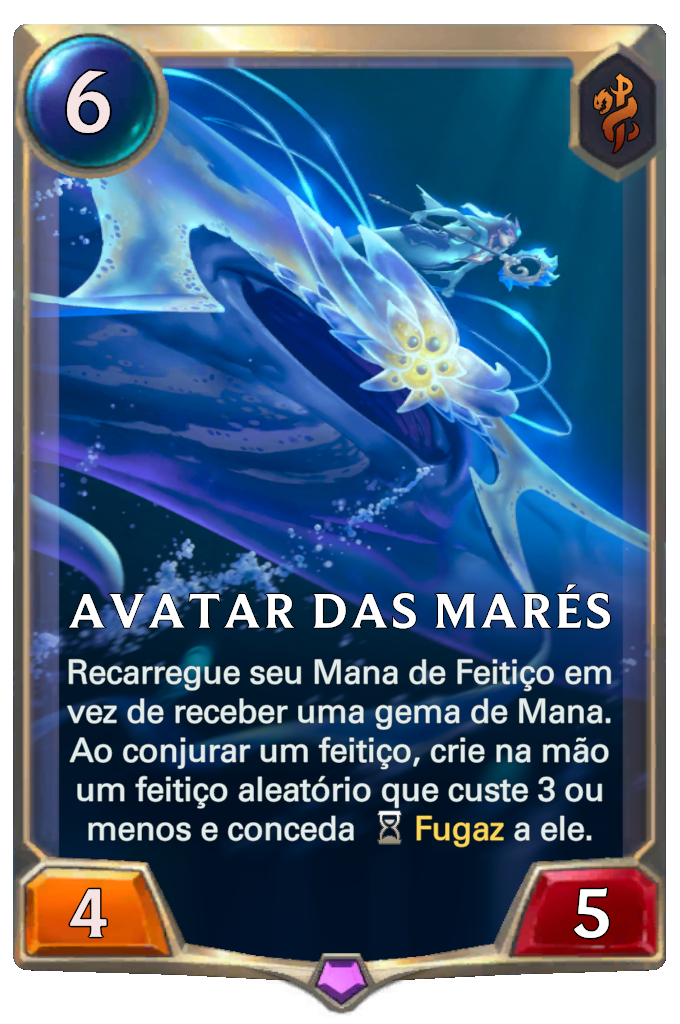 6
AVATAR DAS MARÉS
Recarregue seu Mana de Feitiço em
vez de receber uma gema de Mana.
Ao conjurar um feitiço, crie na mão
um feitiço aleatório que custe 3 ou
menos e conceda Fugaz a ele.
4
5